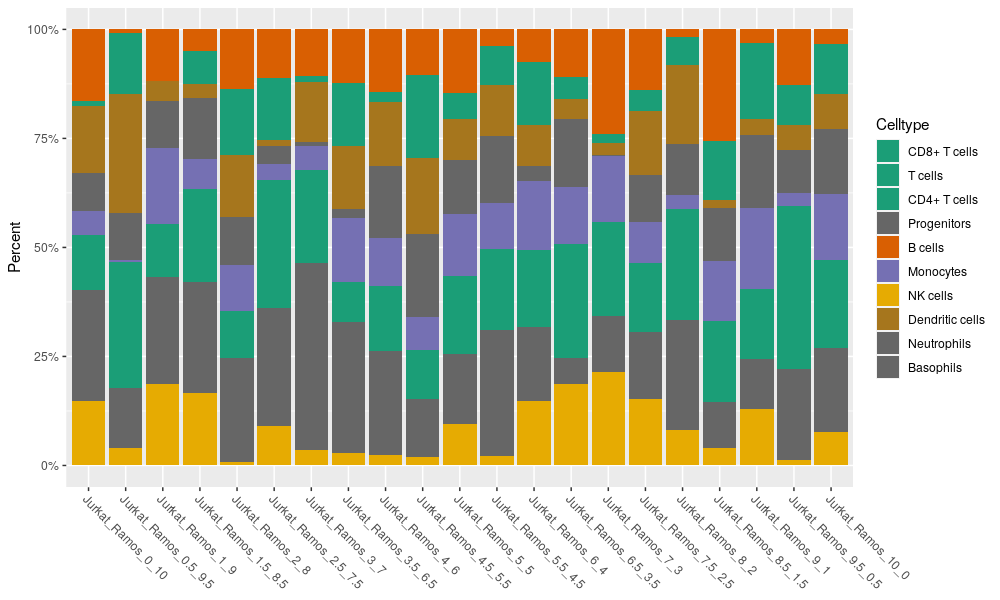 100%
75%
50%
25%
0%
Percent
Jurkat_Ramos_0_10
Jurkat_Ramos_05_9.5
Jurkat_Ramos_1_9
Jurkat_Ramos_1.5_8.5
Jurkat_Ramos_2_8
Jurkat_Ramos_2.5_7.5
Jurkat_Ramos_3_7
Jurkat_Ramos_3.5_6.5
Jurkat_Ramos_4_6
Jurkat_Ramos_4.5_5.5
Jurkat_Ramos_5_5
Jurkat_Ramos_5.5_4.5
Jurkat_Ramos_6_4
Jurkat_Ramos_6.5_3.5
Jurkat_Ramos_7_3
Jurkat_Ramos_7.5_2.5
Jurkat_Ramos_8_2
Jurkat_Ramos_8.5_1.5
Jurkat_Ramos_9_1
Jurkat_Ramos_9.5_0.5
Jurkat_Ramos_10_0
Celltype
CD8+ T cells
T cells
CD4+ T cells
Progenitors
B cells
Monocytes
NK cells
Dendritic cells
Neutrophils
Basophils